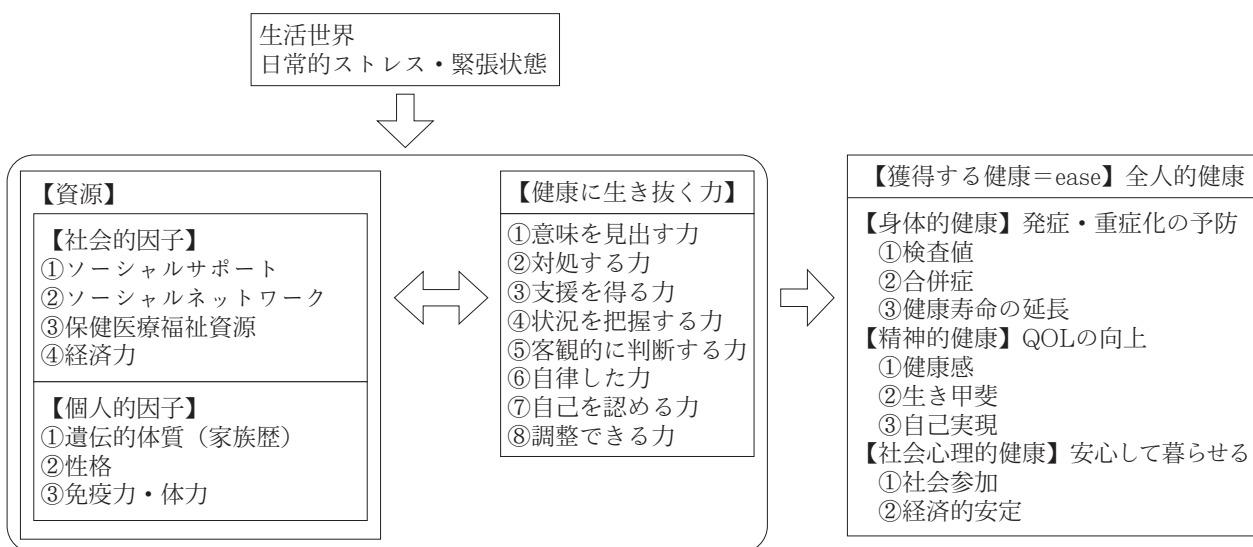 生活世界
日常的ストレス・緊張状態
【資源】
【社会的因子】
①ソーシャルサポート
②ソーシャルネットワーク
③保健医療福祉資源
④経済力
【個人的因子】
①遺伝的体質（家族歴）
②性格
③免疫力・体力
【健康に生き抜く力】
①意味を見出す力
②対処する力
③支援を得る力
④状況を把握する力
⑤客観的に判断する力
⑥自律した力
⑦自己を認める力
⑧調整できる力
【獲得する健康＝ease】全人的健康
【身体的健康】発症・重症化の予防
①検査値
②合併症
③健康寿命の延長
【精神的健康】QOLの向上
①健康感
②生き甲斐
③自己実現
【社会心理的健康】安心して暮らせる
①社会参加
②経済的安定